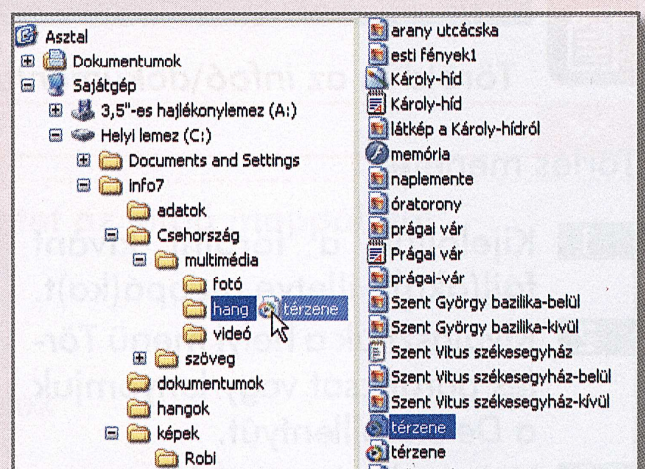 Asztal
Dokumentumok
Sajátgép
3,5"-es hajlékonylemez (A:)
Helyi lemez (C:)
Documents and Settings
Info7
adatok
Csehország
multimédia
fotó
hang térzene
videó
szöveg
dokumentumok
hangok
képek
Robi
arany utcácska
esti fények1
Károly-híd
Károly-híd
látkép a Károly-hídról
memória
naplemente
óratorony
prágai vár
Prágai vár
prágai-vár
Szent György bazilika-belül
Szent György bazilika-kivül
Szent Vitus székesegyház
Szent Vitus székesegyház-belül
Szent Vitus székesegyház-kívül
térzene
térzene